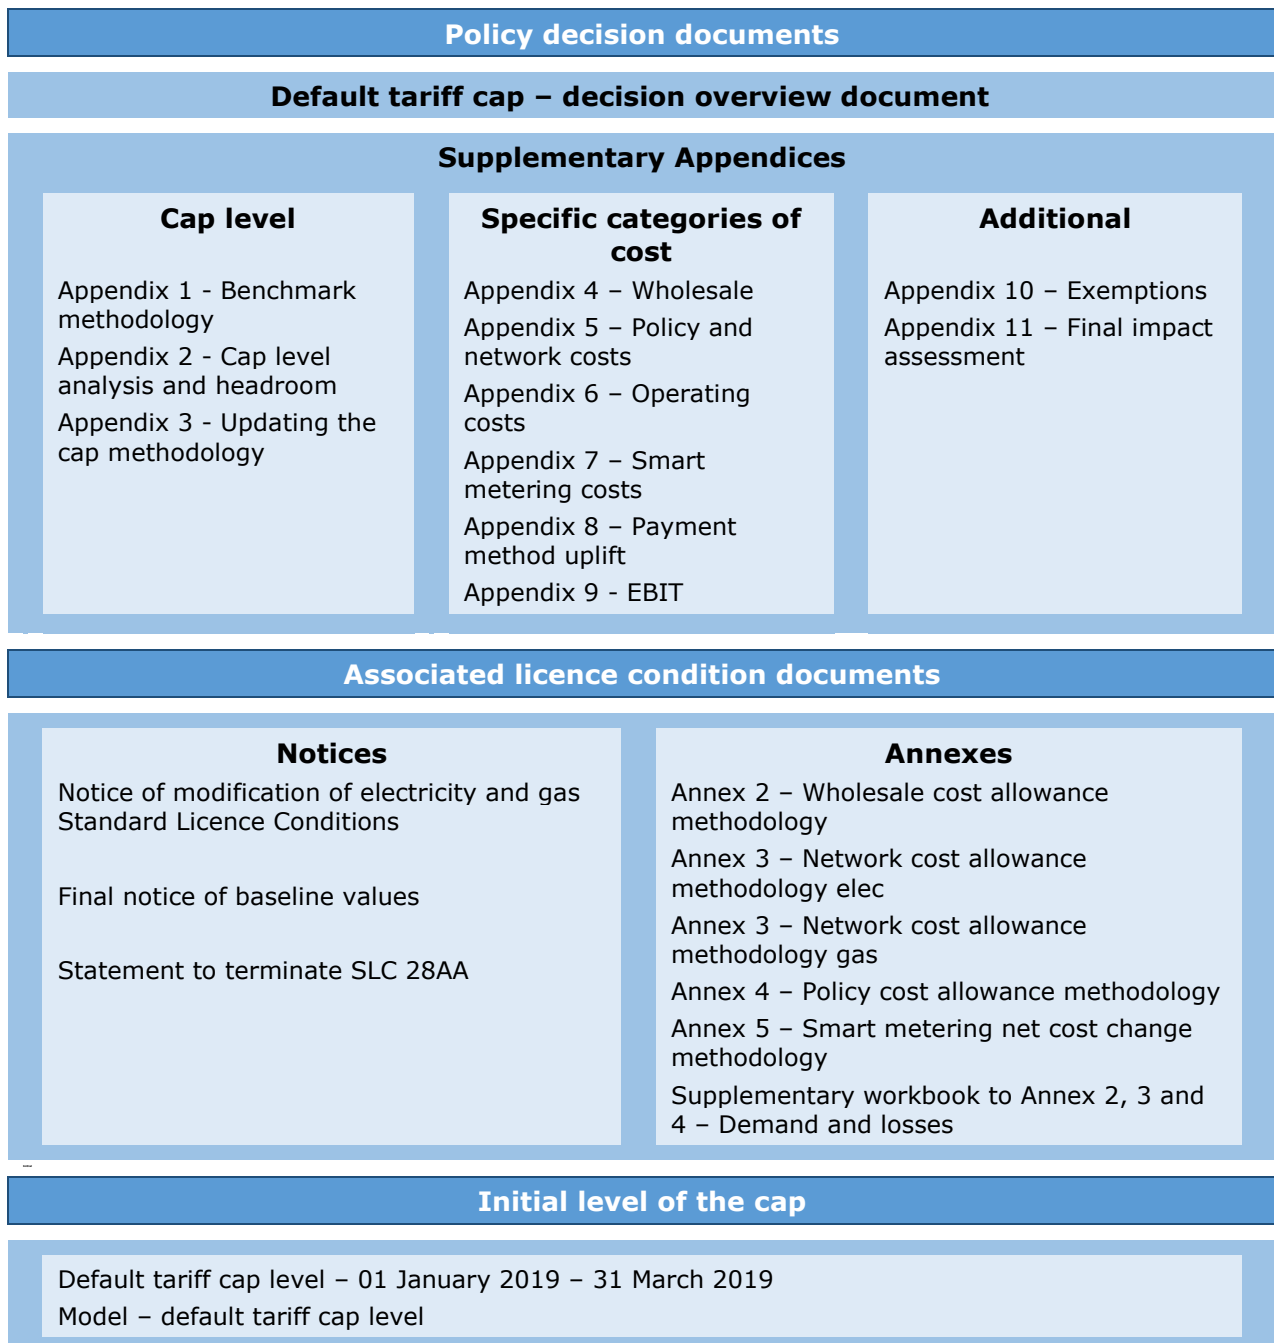 Policy decision documents
Default tariff cap – decision overview document
Supplementary Appendices
Cap level
Appendix 1 - Benchmark
methodology
Appendix 2 - Cap level
analysis and headroom
Appendix 3 - Updating the
cap methodology
Specific categories of
cost
Appendix 4 – Wholesale
Appendix 5 – Policy and
network costs
Appendix 6 – Operating
costs
Appendix 7 – Smart
metering costs
Appendix 8 – Payment
method uplift
Appendix 9 - EBIT
Additional
Appendix 10 – Exemptions
Appendix 11 – Final impact
assessment
Associated licence condition documents
Notices
Notice of modification of electricity and gas
Standard Licence Conditions
Final notice of baseline values
Statement to terminate SLC 28AA
Annexes
Annex 2 – Wholesale cost allowance
methodology
Annex 3 – Network cost allowance
methodology elec
Annex 3 – Network cost allowance
methodology gas
Annex 4 – Policy cost allowance methodology
Annex 5 – Smart metering net cost change
methodology
Supplementary workbook to Annex 2, 3 and
4 – Demand and losses
Initial level of the cap
Default tariff cap level – 01 January 2019 – 31 March 2019
Model – default tariff cap level